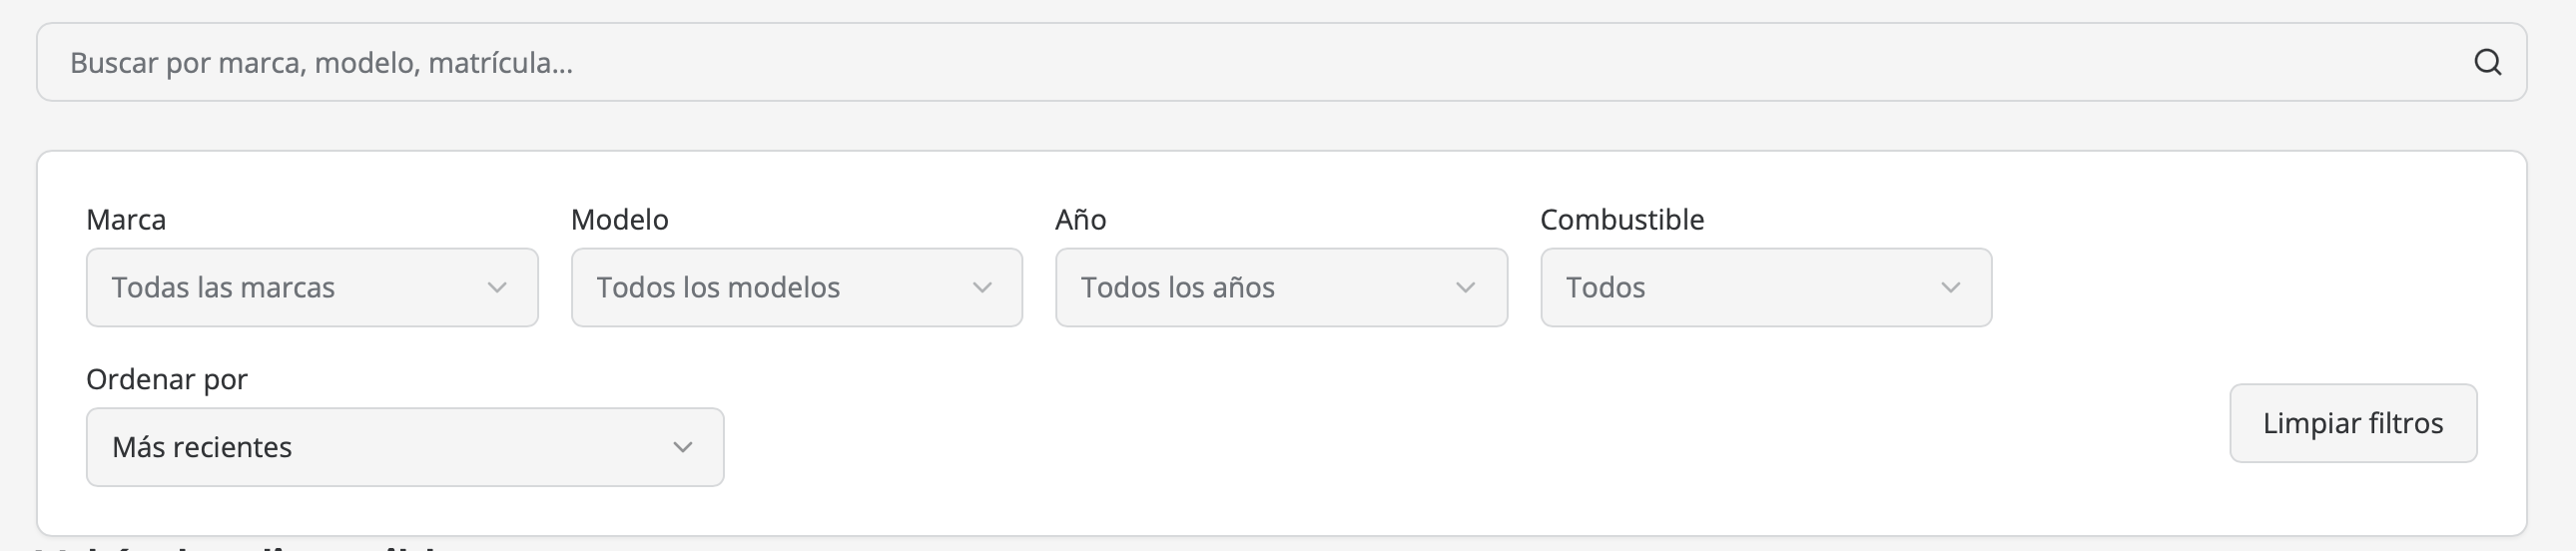 Buscar por marca, modelo, matrícula...
Marca Modelo Año Combustible
Todas las marcas Todos los modelos Todos los años Todos
Ordenar por
Más recientes
Limpiar filtros